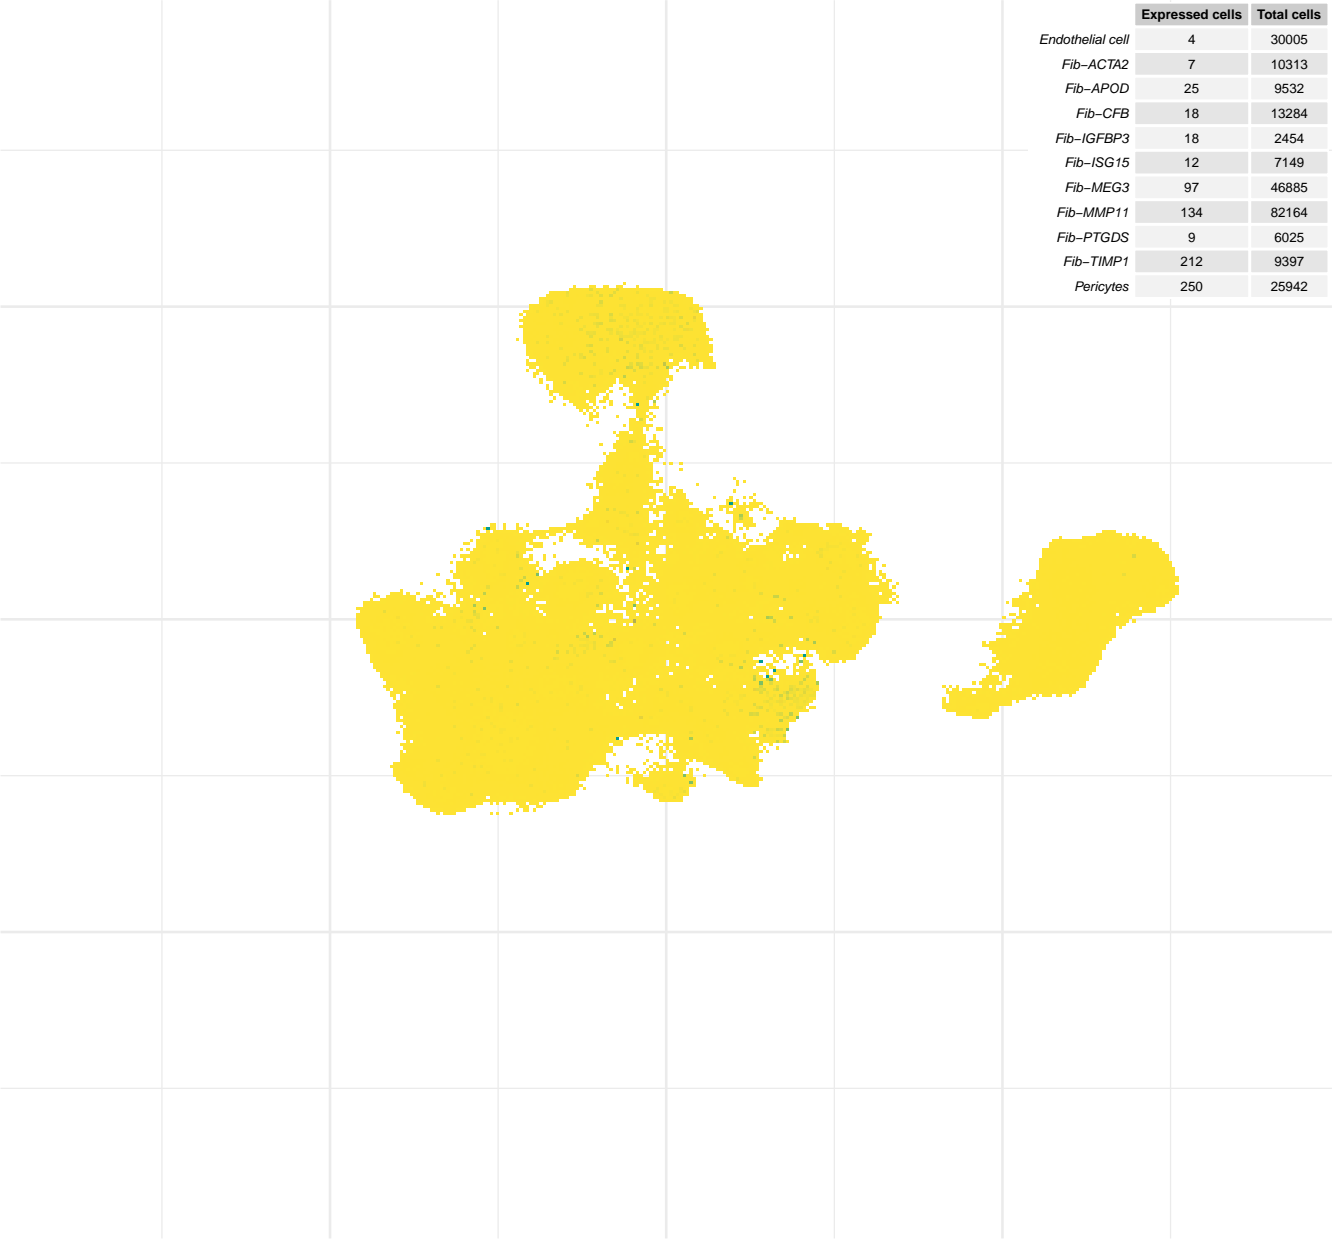 Expressed cells Total cells
Endothelial cell 4 30005
Fib−ACTA2 7 10313
Fib−APOD 25 9532
Fib−CFB 18 13284
Fib−IGFBP3 18 2454
Fib−ISG15 12 7149
Fib−MEG3 97 46885
Fib−MMP11 134 82164
Fib−PTGDS 9 6025
Fib−TIMP1 212 9397
Pericytes 250 25942